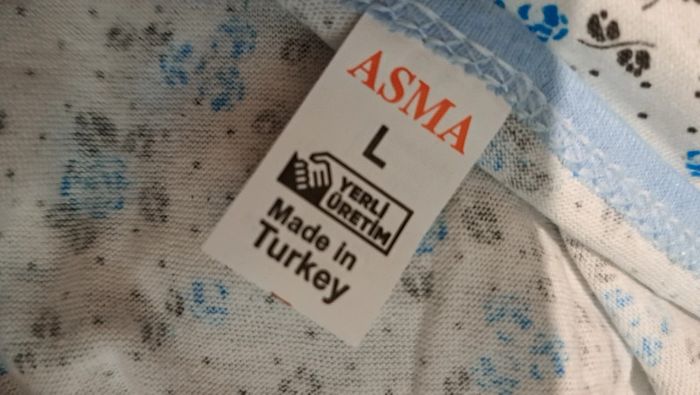 ASMA
L
YERLİ
ÜRETİM
Made in
Turkey